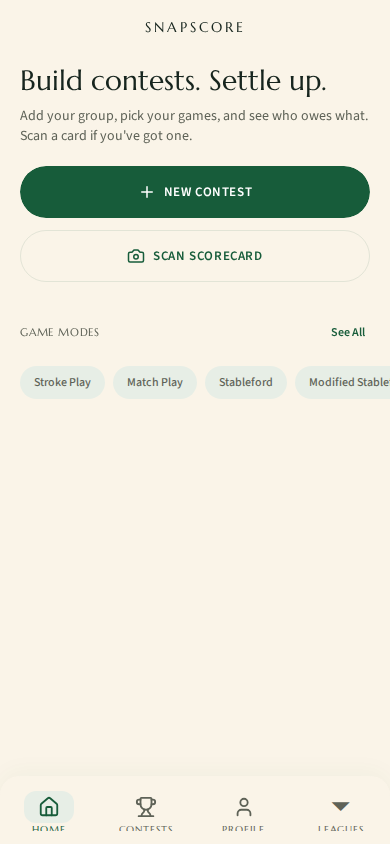 SNAPSCORE
Build contests. Settle up.
Add your group, pick your games, and see who owes what.
Scan a card if you've got one.
NEW CONTEST
SCAN SCORECARD
GAME MODES See All
Stroke Play Match Play Stableford Modified Stablef
HOME CONTESTS PROFILE LEAGUES